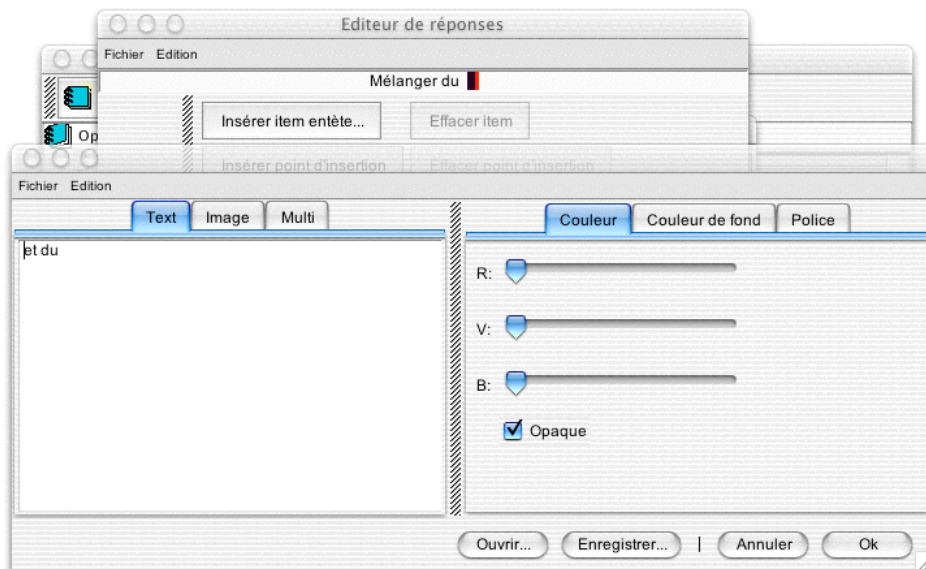 Editeur de réponses
Fichier Edition
Mélanger du
Insérer item entète... Effacer item
Op
Insérer point d'insertion Effacer point d'insertion
Fichier Edition
Text Image Multi
Couleur Couleur de fond Police
et du
R:
V:
B:
Opaque
Ouvrir... Enregistrer... | Annuler Ok